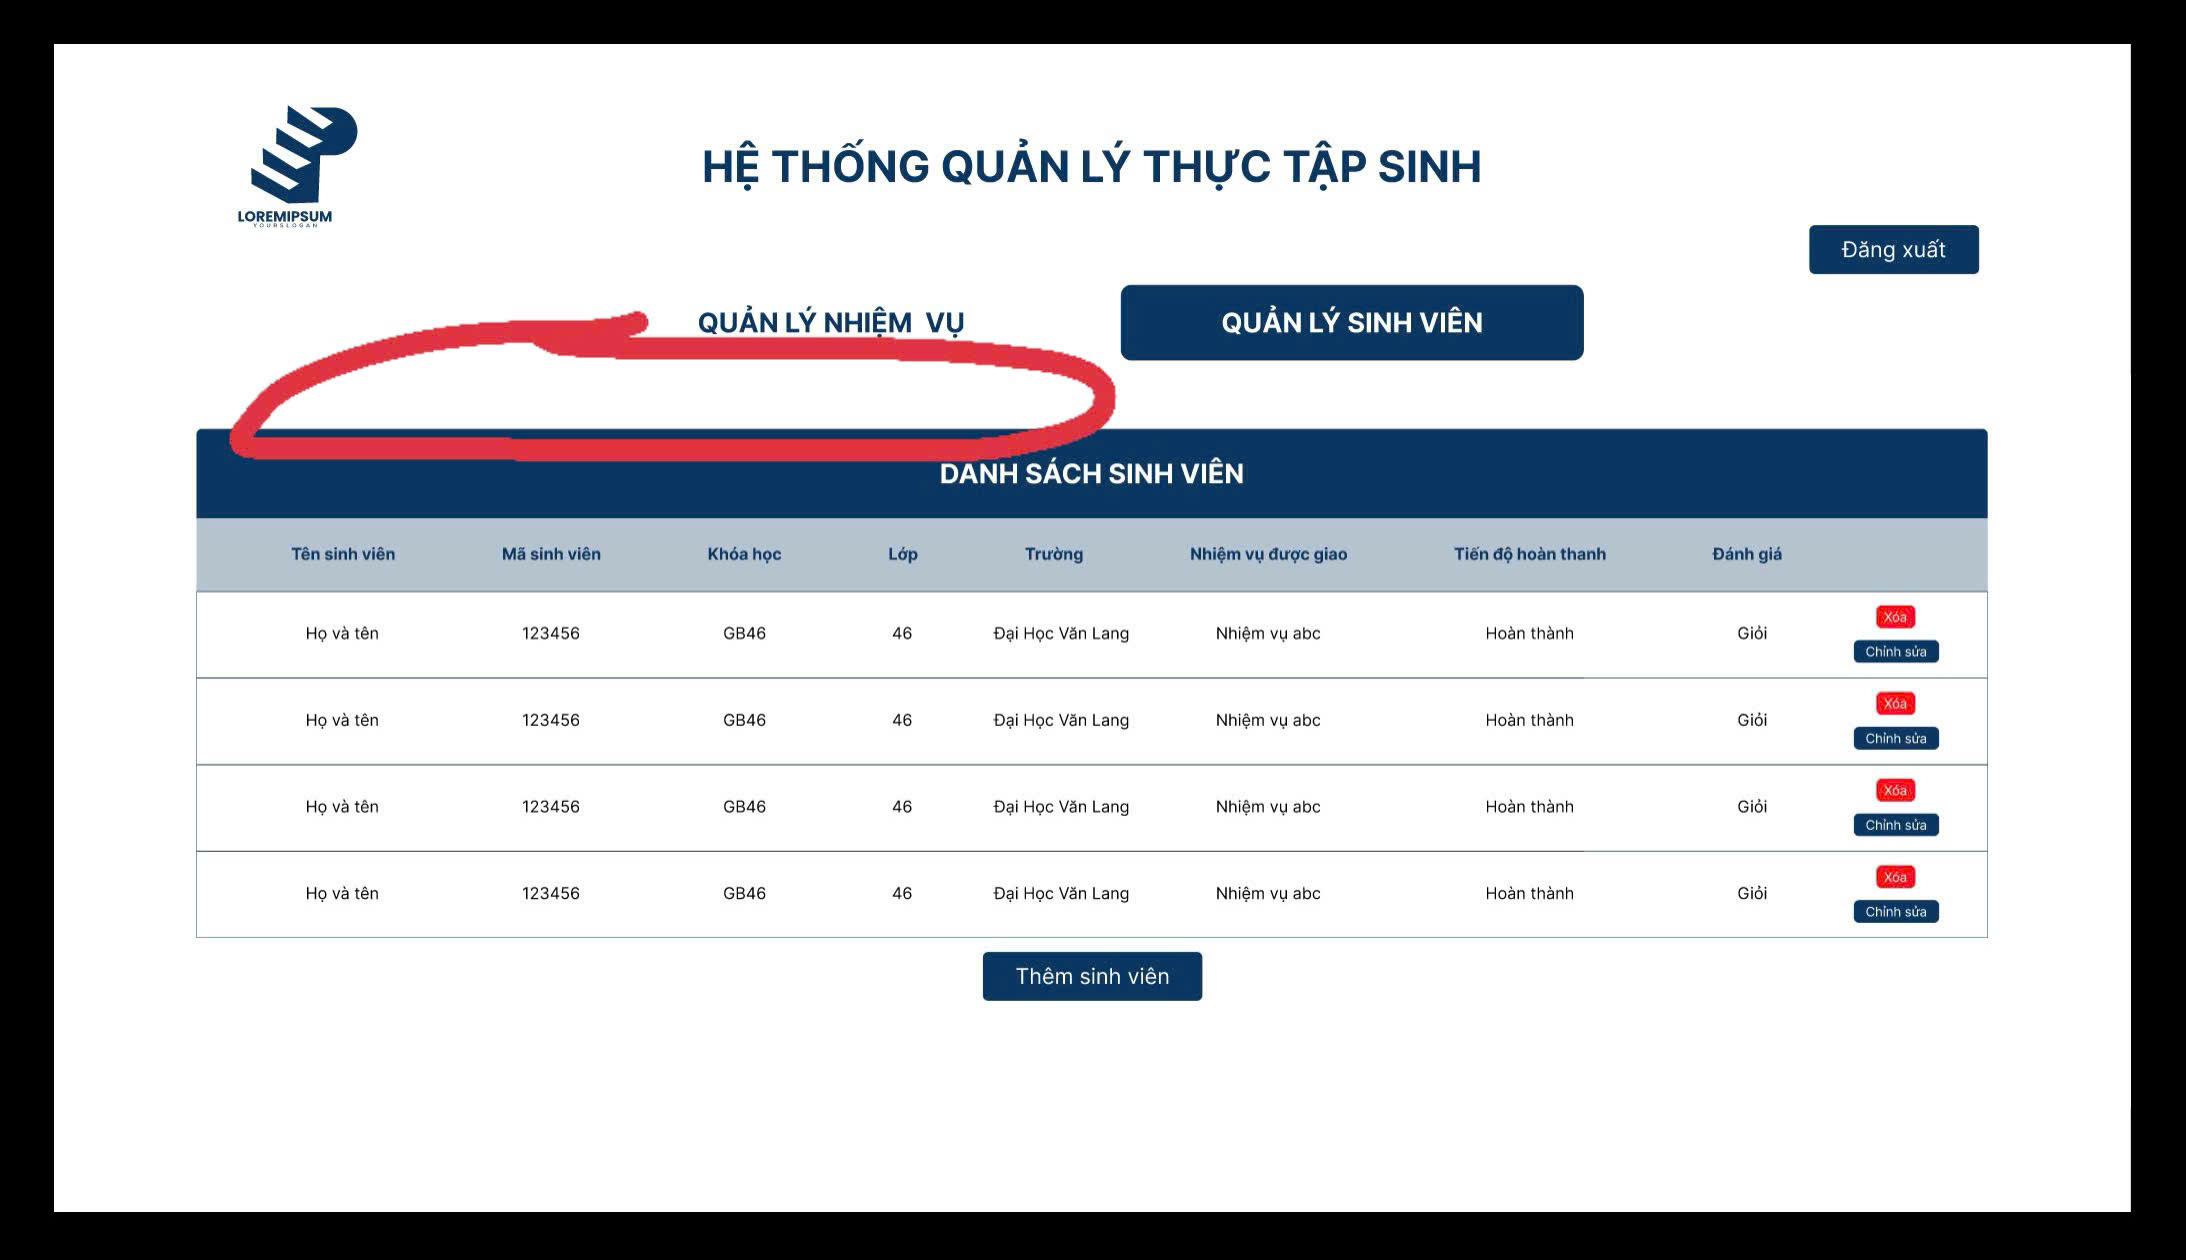 LOREMIPSUM
YOURSLOGAN
HỆ THỐNG QUẢN LÝ THỰC TẬP SINH
Đăng xuất
QUẢN LÝ NHIỆM VỤ
QUẢN LÝ SINH VIÊN
DANH SÁCH SINH VIÊN
Tên sinh viên Mã sinh viên Khóa học Lớp Trường Nhiệm vụ được giao Tiến độ hoàn thanh Đánh giá
Họ và tên 123456 GB46 46 Đại Học Văn Lang Nhiệm vụ abc Hoàn thành Giỏi Xóa
Chỉnh sửa
Họ và tên 123456 GB46 46 Đại Học Văn Lang Nhiệm vụ abc Hoàn thành Giỏi Xóa
Chỉnh sửa
Họ và tên 123456 GB46 46 Đại Học Văn Lang Nhiệm vụ abc Hoàn thành Giỏi Xóa
Chỉnh sửa
Họ và tên 123456 GB46 46 Đại Học Văn Lang Nhiệm vụ abc Hoàn thành Giỏi Xóa
Chỉnh sửa
Thêm sinh viên